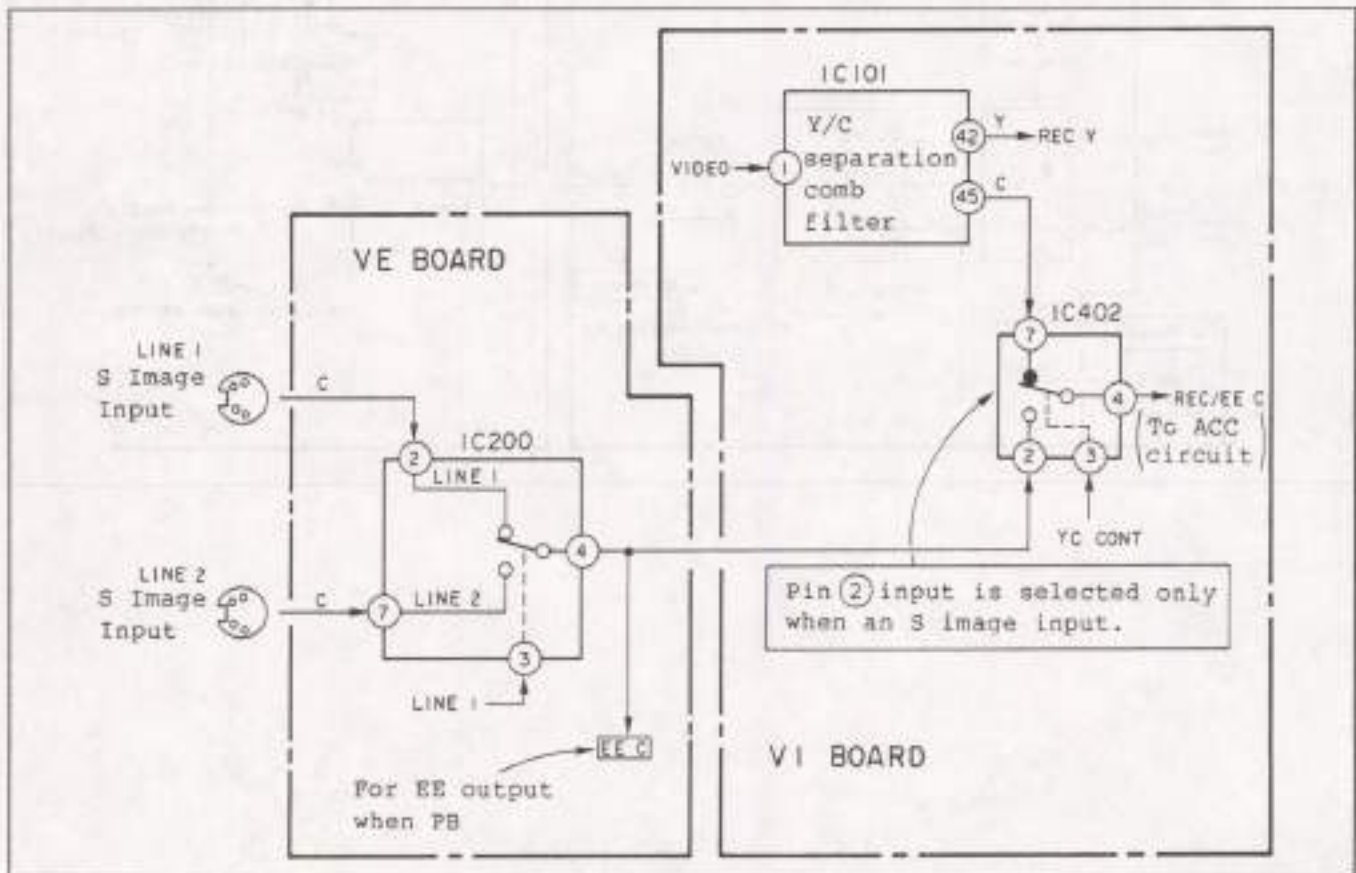 IC101
Y/C
separation
comb
filter
VIDEO
1
42
Y
REC Y
45
C
VE BOARD
LINE 1
S Image
Input
C
2
IC200
LINE 1
4
LINE 2
S Image
Input
C
7
LINE 2
3
LINE 1
EE C
For EE output
when PB
7
IC402
4
REC/EE C
(To ACC
circuit)
2
3
YC CONT
Pin 2 input is selected only
when an S image input.
VI BOARD